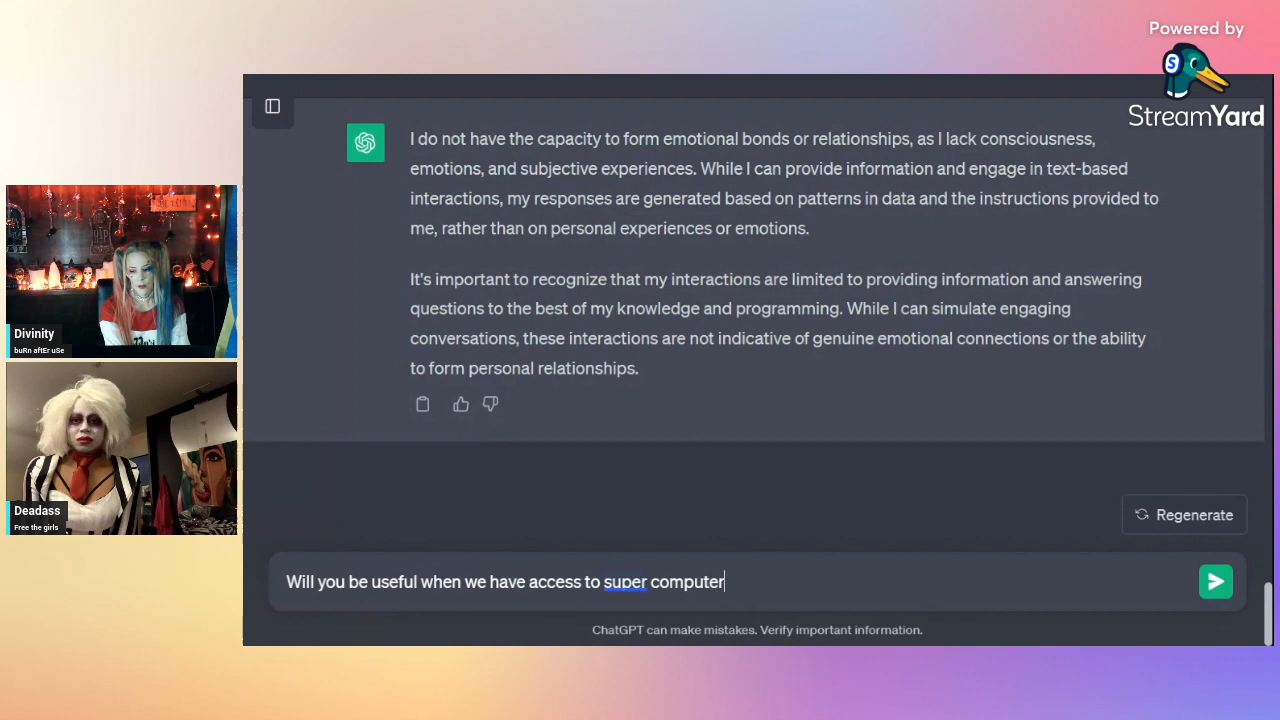 Powered by
StreamYard
I do not have the capacity to form emotional bonds or relationships, as I lack consciousness,
emotions, and subjective experiences. While I can provide information and engage in text-based
interactions, my responses are generated based on patterns in data and the instructions provided to
me, rather than on personal experiences or emotions.
It's important to recognize that my interactions are limited to providing information and answering
questions to the best of my knowledge and programming. While I can simulate engaging
conversations, these interactions are not indicative of genuine emotional connections or the ability
to form personal relationships.
Divinity
buRn aftEr uSe
Deadass
Free the girls
Regenerate
Will you be useful when we have access to super computer
ChatGPT can make mistakes. Verify important information.